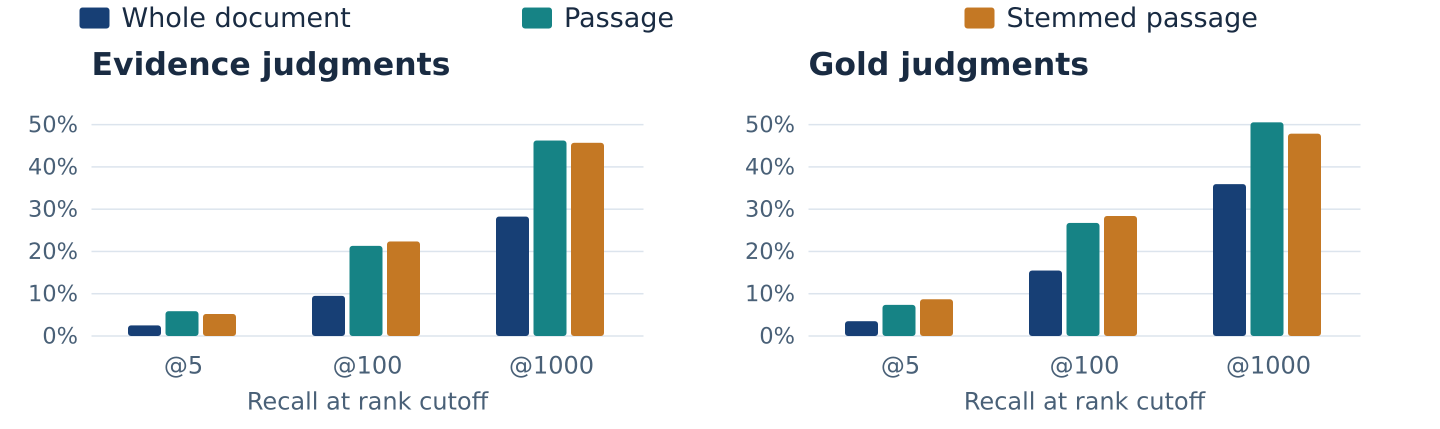 Whole document
Passage
Stemmed passage
Evidence judgments
50%
40%
30%
20%
10%
0%
@5
@100
@1000
Recall at rank cutoff
Gold judgments
50%
40%
30%
20%
10%
0%
@5
@100
@1000
Recall at rank cutoff